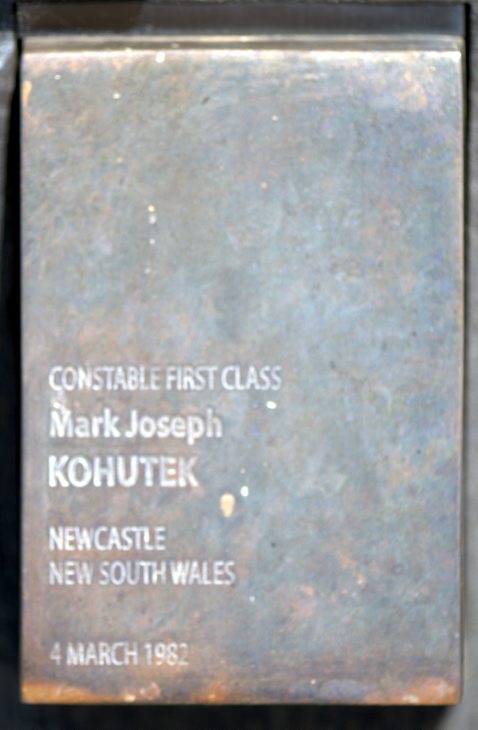 CONSTABLE FIRST CLASS
Mark Joseph
KOHUTEK
NEWCASTLE
NEW SOUTH WALES
4 MARCH 1982